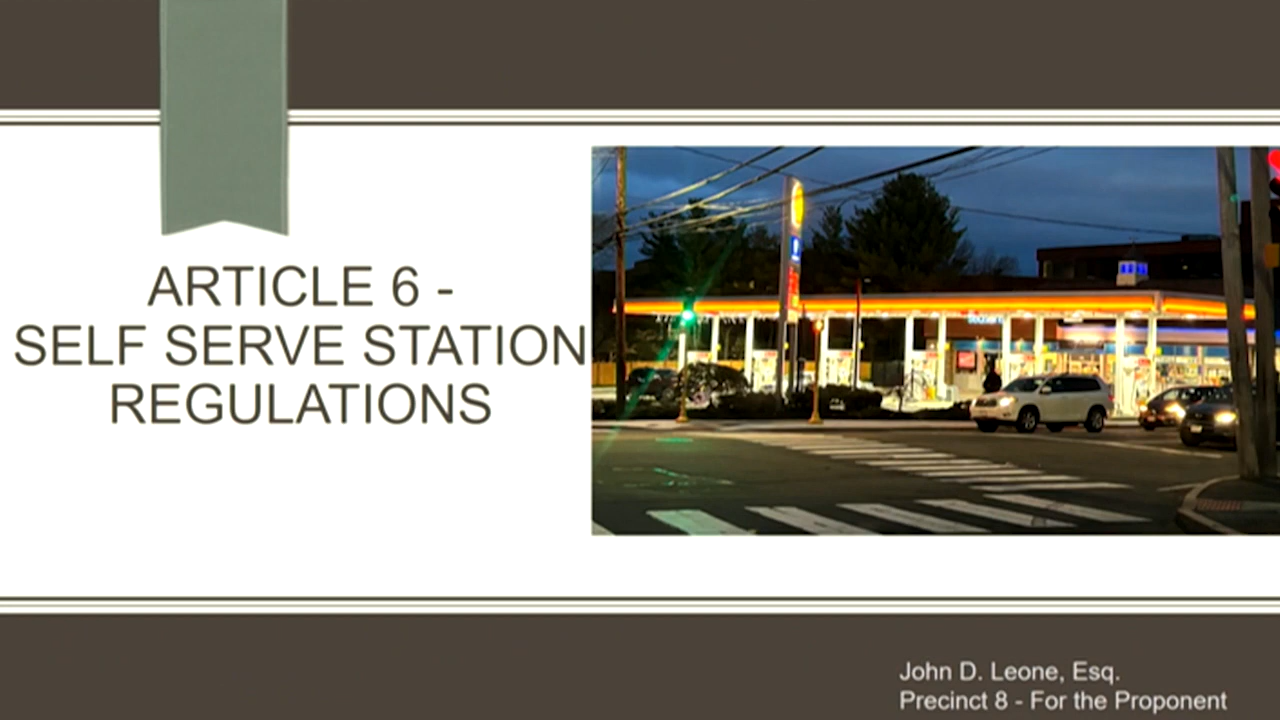 ARTICLE 6 -
SELF SERVE STATION
REGULATIONS
John D. Leone, Esq.
Precinct 8 - For the Proponent